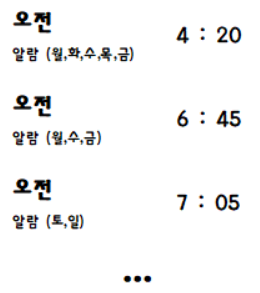 오전 4 : 20
알람 (월,화,수,목,금)
오전 6 : 45
알람 (월,수,금)
오전 7 : 05
알람 (토,일)
...